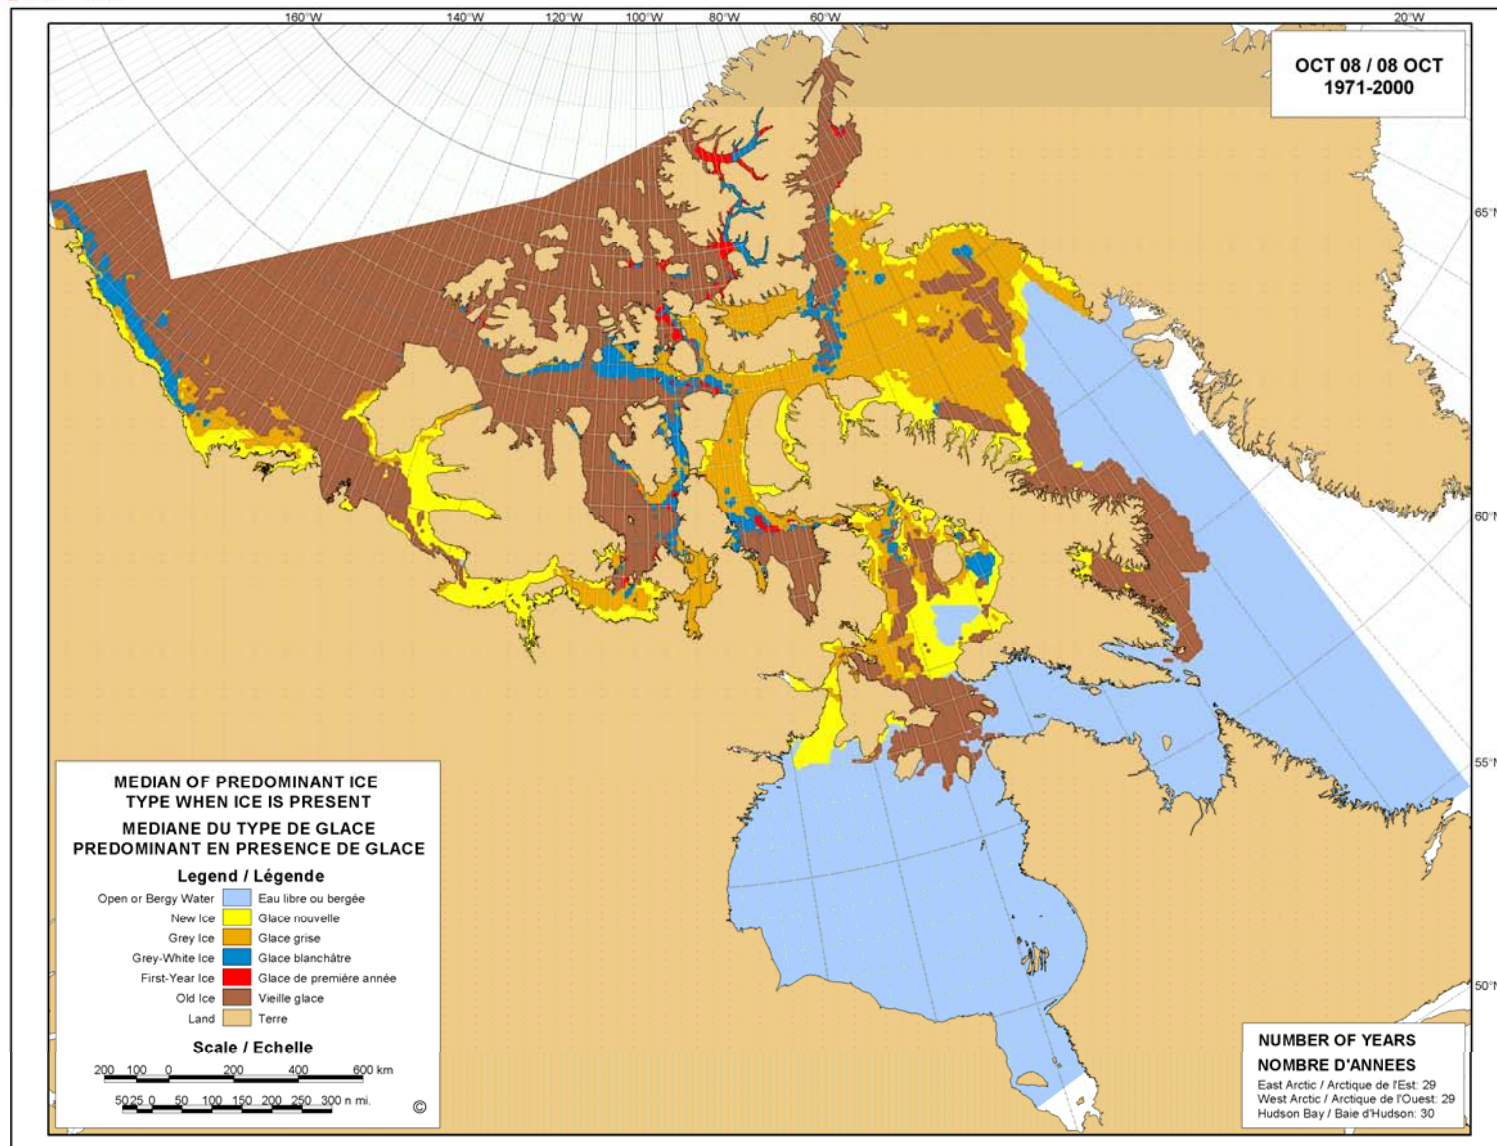 160°W 140°W 120°W 100°W 80°W 60°W 20°W
OCT 08 / 08 OCT
1971-2000
65°N
60°N
55°N
50°N
MEDIAN OF PREDOMINANT ICE
TYPE WHEN ICE IS PRESENT
MEDIANE DU TYPE DE GLACE
PREDOMINANT EN PRESENCE DE GLACE
Legend / Légende
Open or Bergy Water Eau libre ou bergée
New Ice Glace nouvelle
Grey Ice Glace grise
Grey-White Ice Glace blanchâtre
First-Year Ice Glace de première année
Old Ice Vieille glace
Land Terre
Scale / Echelle
200 100 0 200 400 600 km
50 25 0 50 100 150 200 250 300 n mi.
©
NUMBER OF YEARS
NOMBRE D'ANNEES
East Arctic / Arctique de l'Est: 29
West Arctic / Arctique de l'Ouest: 29
Hudson Bay / Baie d'Hudson: 30